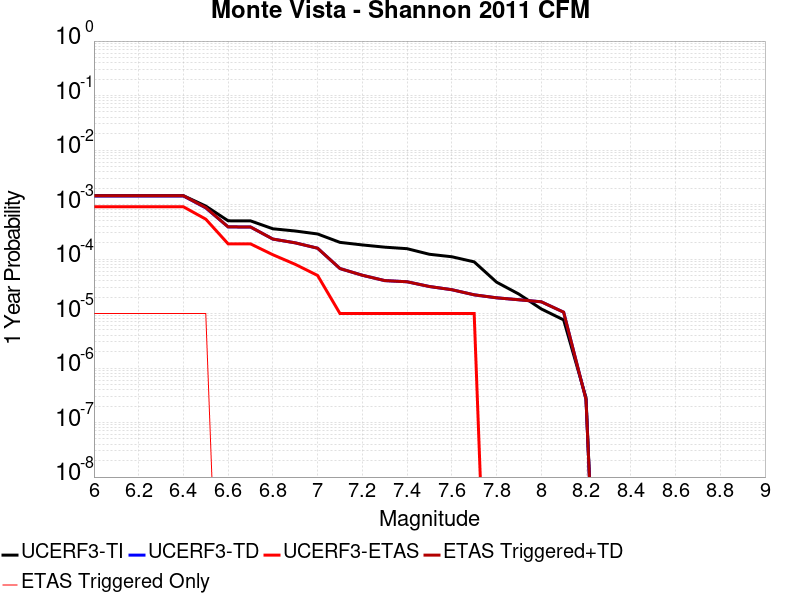 Monte Vista - Shannon 2011 CFM
10^0
10^-1
10^-2
10^-3
10^-4
10^-5
10^-6
10^-7
10^-8
1 Year Probability
6 6.2 6.4 6.6 6.8 7 7.2 7.4 7.6 7.8 8 8.2 8.4 8.6 8.8 9
Magnitude
UCERF3-TI UCERF3-TD UCERF3-ETAS ETAS Triggered+TD
ETAS Triggered Only